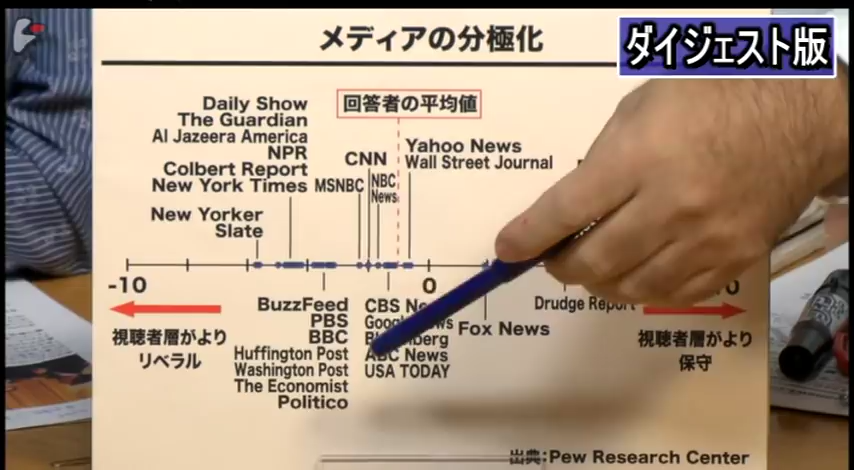 メディアの分極化
ダイジェスト版
Daily Show
The Guardian
Al Jazeera America
NPR
Colbert Report
New York Times
New Yorker
Slate
回答者の平均値
MSNBC
CNN
NBC
News
Yahoo News
Wall Street Journal
-10
0
視聴者層がより
リベラル
BuzzFeed
PBS
BBC
Huffington Post
Washington Post
The Economist
Politico
CBS
ABC News
USA TODAY
Fox News
Drudge Report
視聴者層がより
保守
出典:Pew Research Center